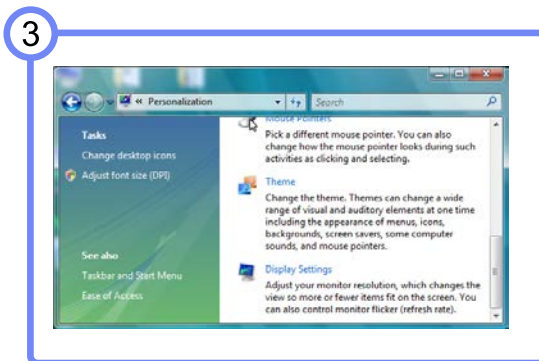 3
« Personalization
Search
Tasks
Change desktop icons
Adjust font size (DPI)
See also
Taskbar and Start Menu
Ease of Access
Mouse Pointers
Pick a different mouse pointer. You can also
change how the mouse pointer looks during such
activities as clicking and selecting.
Theme
Change the theme. Themes can change a wide
range of visual and auditory elements at one time
including the appearance of menus, icons,
backgrounds, screen savers, some computer
sounds, and mouse pointers.
Display Settings
Adjust your monitor resolution, which changes the
view so more or fewer items fit on the screen. You
can also control monitor flicker (refresh rate).